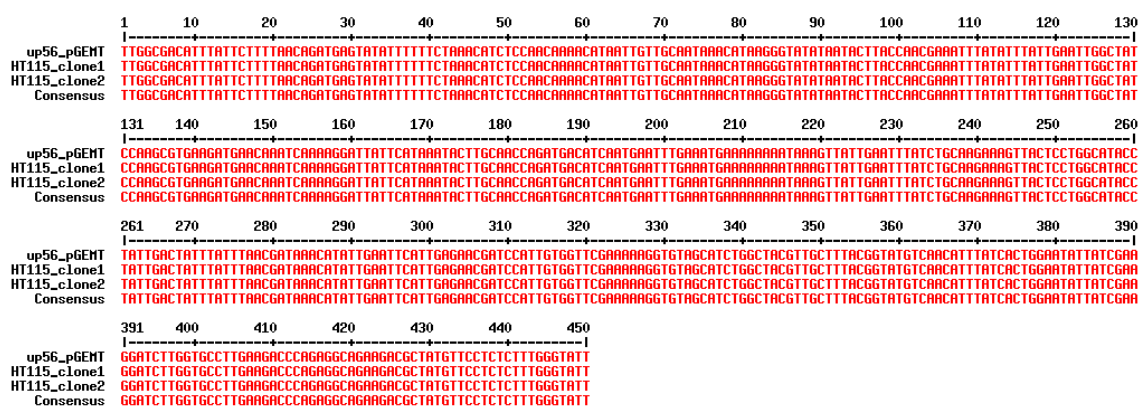 1 10 20 30 40 50 60 70 80 90 100 110 120 130
|--------+---------+---------+---------+---------+---------+---------+---------+---------+---------+---------+---------+---------|
up56_pGEMT TTGGCGACATTTATTCTTTTAACAGATGAGTATATTTTTTCTAAACATCTCCAACAAAACATAATTGTTGCAATAAACATAAGGGTATATAATACTTACCAACGAAATTTATATTTATTGAATTGGCTAT
HT115_clone1 TTGGCGACATTTATTCTTTTAACAGATGAGTATATTTTTTCTAAACATCTCCAACAAAACATAATTGTTGCAATAAACATAAGGGTATATAATACTTACCAACGAAATTTATATTTATTGAATTGGCTAT
HT115_clone2 TTGGCGACATTTATTCTTTTAACAGATGAGTATATTTTTTCTAAACATCTCCAACAAAACATAATTGTTGCAATAAACATAAGGGTATATAATACTTACCAACGAAATTTATATTTATTGAATTGGCTAT
Consensus TTGGCGACATTTATTCTTTTAACAGATGAGTATATTTTTTCTAAACATCTCCAACAAAACATAATTGTTGCAATAAACATAAGGGTATATAATACTTACCAACGAAATTTATATTTATTGAATTGGCTAT
131 140 150 160 170 180 190 200 210 220 230 240 250 260
|--------+---------+---------+---------+---------+---------+---------+---------+---------+---------+---------+---------+---------|
up56_pGEMT CCAAGCGTGAAGATGAACAAATCAAAAGGATTATTCATAAATACTTGCAACCAGATGACATCAATGAATTTGAAATGAAAAAAAATAAAGTTATTGAATTTATCTGCAAGAAAGTTACTCCTGGCATACC
HT115_clone1 CCAAGCGTGAAGATGAACAAATCAAAAGGATTATTCATAAATACTTGCAACCAGATGACATCAATGAATTTGAAATGAAAAAAAATAAAGTTATTGAATTTATCTGCAAGAAAGTTACTCCTGGCATACC
HT115_clone2 CCAAGCGTGAAGATGAACAAATCAAAAGGATTATTCATAAATACTTGCAACCAGATGACATCAATGAATTTGAAATGAAAAAAAATAAAGTTATTGAATTTATCTGCAAGAAAGTTACTCCTGGCATACC
Consensus CCAAGCGTGAAGATGAACAAATCAAAAGGATTATTCATAAATACTTGCAACCAGATGACATCAATGAATTTGAAATGAAAAAAAATAAAGTTATTGAATTTATCTGCAAGAAAGTTACTCCTGGCATACC
261 270 280 290 300 310 320 330 340 350 360 370 380 390
|--------+---------+---------+---------+---------+---------+---------+---------+---------+---------+---------+---------+---------|
up56_pGEMT TATTGACTATTTATTTAACGATAAACATATTGAATTCATTGAGAACGATCCATTGTGGTTCGAAAAAGGTGTAGCATCTGGCTACGTTGCTTTACGGTATGTCAACATTTATCACTGGAATATTATCGAA
HT115_clone1 TATTGACTATTTATTTAACGATAAACATATTGAATTCATTGAGAACGATCCATTGTGGTTCGAAAAAGGTGTAGCATCTGGCTACGTTGCTTTACGGTATGTCAACATTTATCACTGGAATATTATCGAA
HT115_clone2 TATTGACTATTTATTTAACGATAAACATATTGAATTCATTGAGAACGATCCATTGTGGTTCGAAAAAGGTGTAGCATCTGGCTACGTTGCTTTACGGTATGTCAACATTTATCACTGGAATATTATCGAA
Consensus TATTGACTATTTATTTAACGATAAACATATTGAATTCATTGAGAACGATCCATTGTGGTTCGAAAAAGGTGTAGCATCTGGCTACGTTGCTTTACGGTATGTCAACATTTATCACTGGAATATTATCGAA
391 400 410 420 430 440 450
|--------+---------+---------+---------+---------+---------|
up56_pGEMT GGATCTTGGTGCCTTGAAGACCCAGAGGCAGAAGACGCTATGTTCCTCTCTTTGGGTATT
HT115_clone1 GGATCTTGGTGCCTTGAAGACCCAGAGGCAGAAGACGCTATGTTCCTCTCTTTGGGTATT
HT115_clone2 GGATCTTGGTGCCTTGAAGACCCAGAGGCAGAAGACGCTATGTTCCTCTCTTTGGGTATT
Consensus GGATCTTGGTGCCTTGAAGACCCAGAGGCAGAAGACGCTATGTTCCTCTCTTTGGGTATT